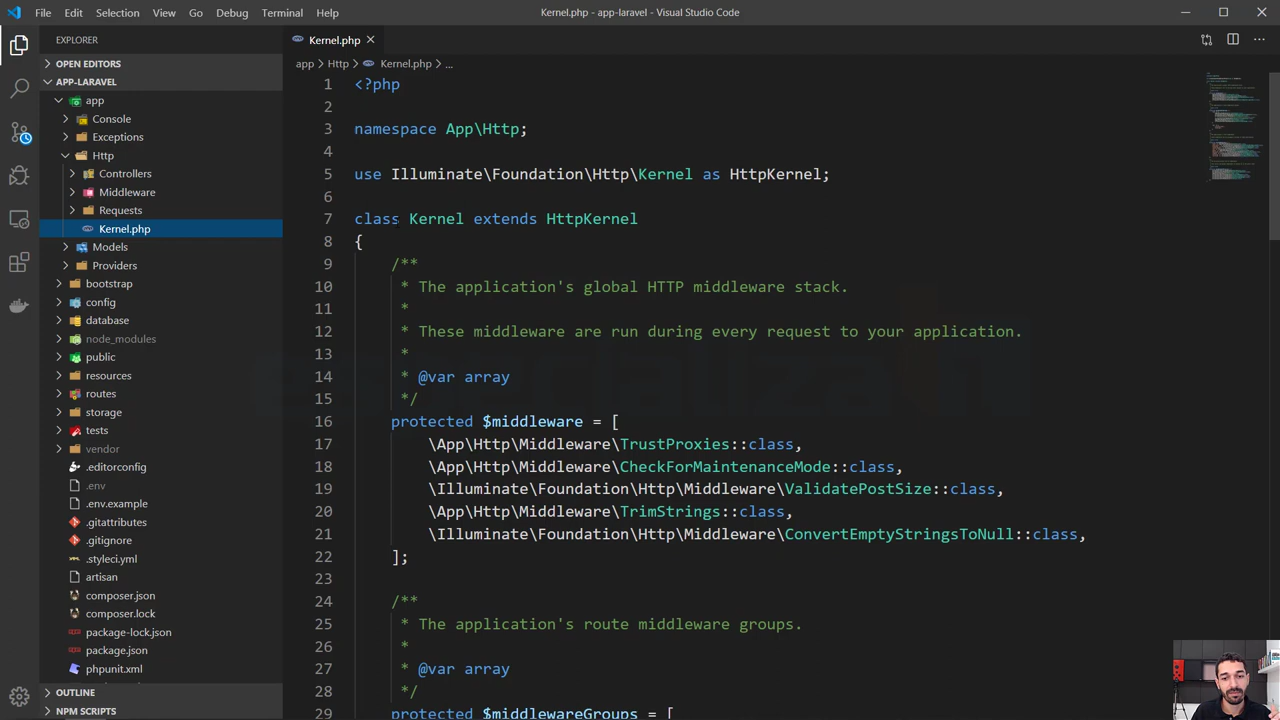 File Edit Selection View Go Debug Terminal Help
Kernel.php - app-laravel - Visual Studio Code
EXPLORER
OPEN EDITORS
APP-LARAVEL
app
Console
Exceptions
Http
Controllers
Middleware
Requests
Kernel.php
Models
Providers
bootstrap
config
database
node_modules
public
resources
routes
storage
tests
vendor
.editorconfig
.env
.env.example
.gitattributes
.gitignore
.styleci.yml
artisan
composer.json
composer.lock
package-lock.json
package.json
phpunit.xml
OUTLINE
NPM SCRIPTS
Kernel.php
app > Http > Kernel.php > ...
1 <?php
2
3 namespace App\Http;
4
5 use Illuminate\Foundation\Http\Kernel as HttpKernel;
6
7 class Kernel extends HttpKernel
8 {
9 /**
10 * The application's global HTTP middleware stack.
11 *
12 * These middleware are run during every request to your application.
13 *
14 * @var array
15 */
16 protected $middleware = [
17 \App\Http\Middleware\TrustProxies::class,
18 \App\Http\Middleware\CheckForMaintenanceMode::class,
19 \Illuminate\Foundation\Http\Middleware\ValidatePostSize::class,
20 \App\Http\Middleware\TrimStrings::class,
21 \Illuminate\Foundation\Http\Middleware\ConvertEmptyStringsToNull::class,
22 ];
23
24 /**
25 * The application's route middleware groups.
26 *
27 * @var array
28 */
29 protected $middlewareGroups = [